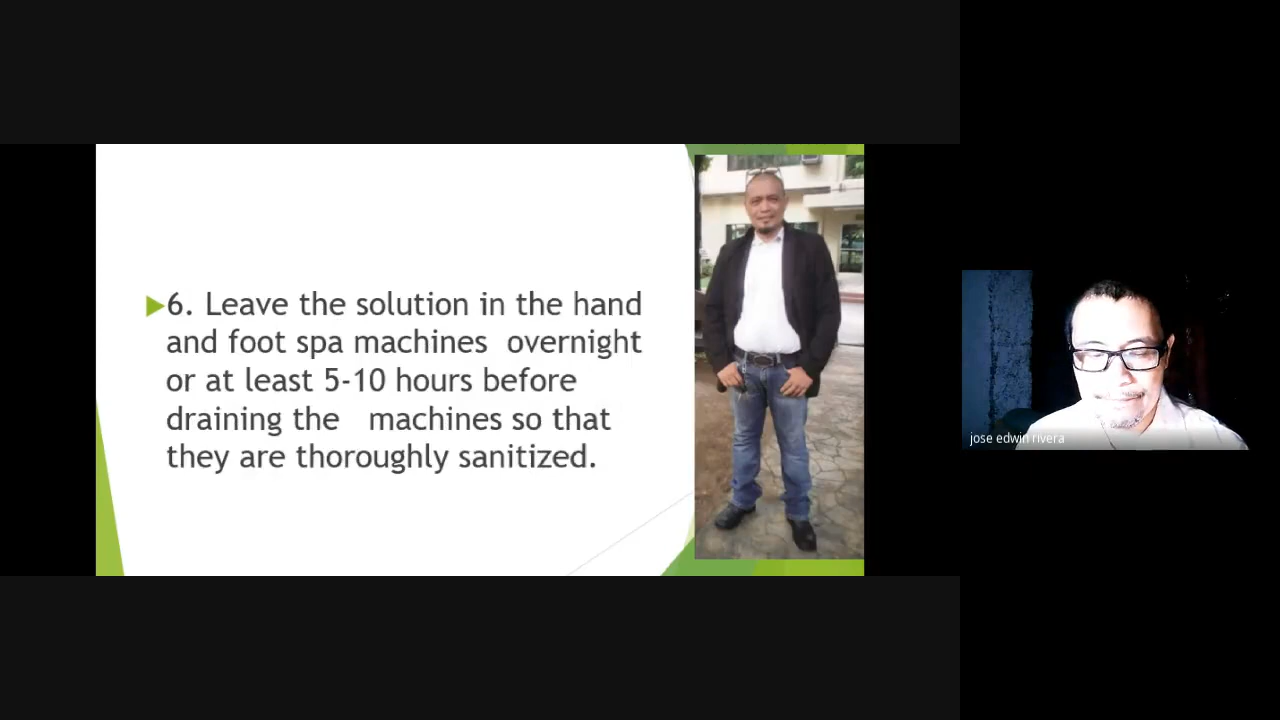 6. Leave the solution in the hand
and foot spa machines overnight
or at least 5-10 hours before
draining the machines so that
they are thoroughly sanitized.
jose edwin rivera